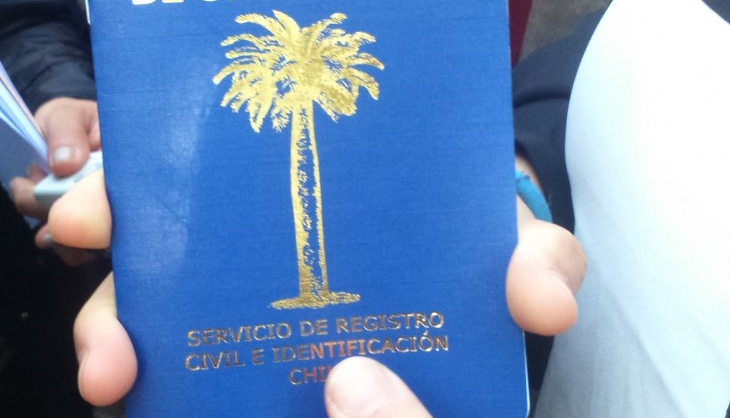 SERVICIO DE REGISTRO
CIVIL E IDENTIFICACIÓN